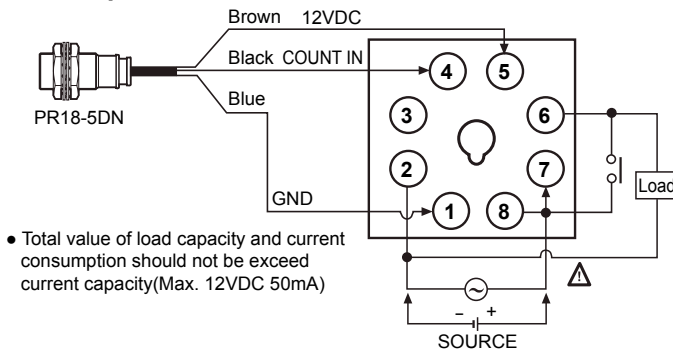 Brown 12VDC
Black COUNT IN
Blue
PR18-5DN
GND
4 5
3 6
2 7
1 8
Load
● Total value of load capacity and current
consumption should not be exceed
current capacity(Max. 12VDC 50mA)
− +
SOURCE